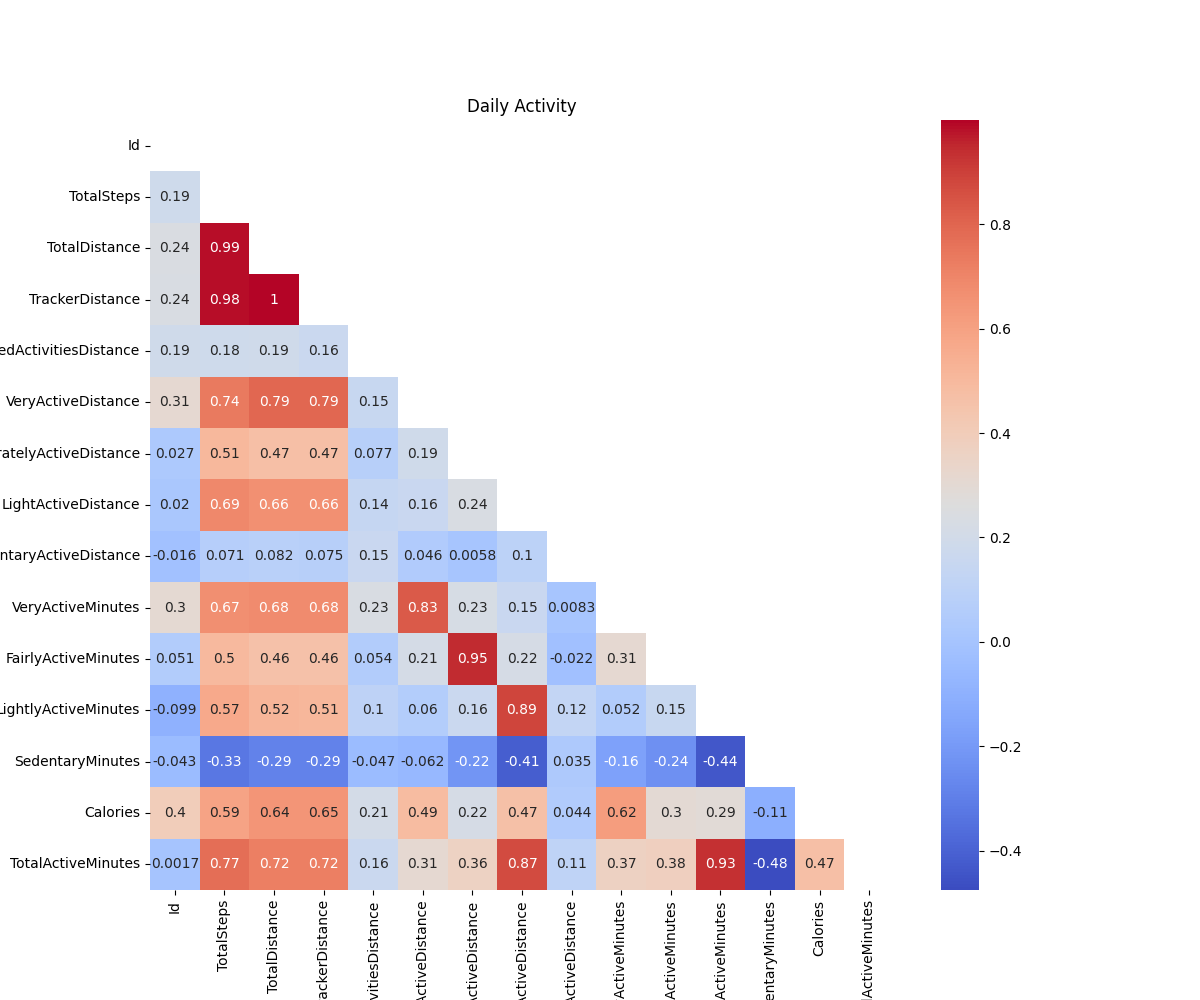 Daily Activity
Id
TotalSteps 0.19
TotalDistance 0.24 0.99
TrackerDistance 0.24 0.98 1
edActivitiesDistance 0.19 0.18 0.19 0.16
VeryActiveDistance 0.31 0.74 0.79 0.79 0.15
ratelyActiveDistance 0.027 0.51 0.47 0.47 0.077 0.19
LightActiveDistance 0.02 0.69 0.66 0.66 0.14 0.16 0.24
ntaryActiveDistance -0.016 0.071 0.082 0.075 0.15 0.046 0.0058 0.1
VeryActiveMinutes 0.3 0.67 0.68 0.68 0.23 0.83 0.23 0.15 0.0083
FairlyActiveMinutes 0.051 0.5 0.46 0.46 0.054 0.21 0.95 0.22 -0.022 0.31
LightlyActiveMinutes -0.099 0.57 0.52 0.51 0.1 0.06 0.16 0.89 0.12 0.052 0.15
SedentaryMinutes -0.043 -0.33 -0.29 -0.29 -0.047 -0.062 -0.22 -0.41 0.035 -0.16 -0.24 -0.44
Calories 0.4 0.59 0.64 0.65 0.21 0.49 0.22 0.47 0.044 0.62 0.3 0.29 -0.11
TotalActiveMinutes 0.0017 0.77 0.72 0.72 0.16 0.31 0.36 0.87 0.11 0.37 0.38 0.93 -0.48 0.47
Id
TotalSteps
TotalDistance
ackerDistance
vitiesDistance
ActiveDistance
ActiveDistance
ActiveDistance
ActiveDistance
ActiveMinutes
ActiveMinutes
ActiveMinutes
entaryMinutes
Calories
lActiveMinutes
0.8
0.6
0.4
0.2
0.0
−0.2
−0.4